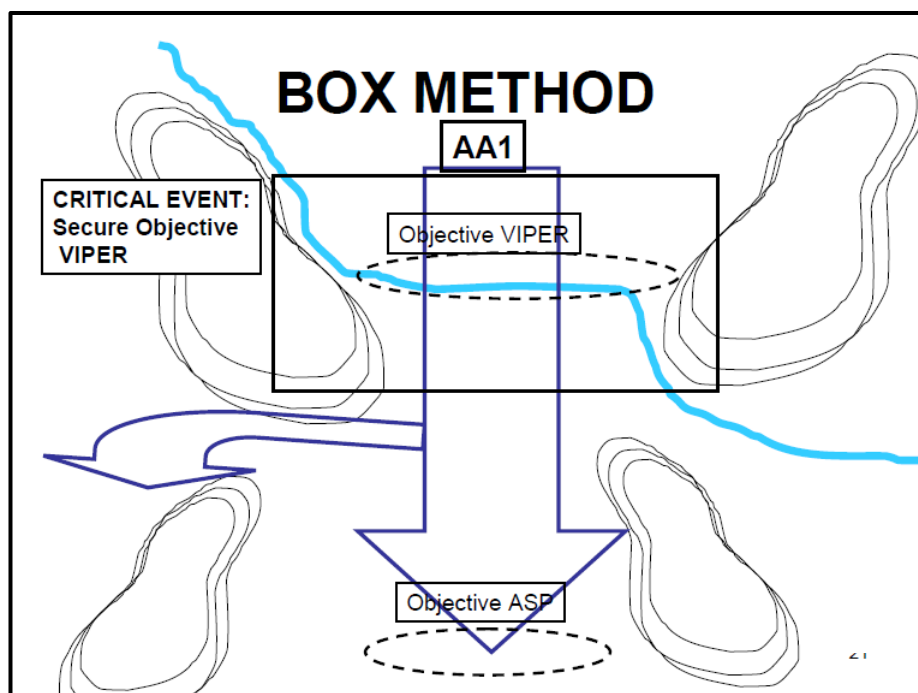 BOX METHOD
AA1
CRITICAL EVENT:
Secure Objective
VIPER
Objective VIPER
Objective ASP